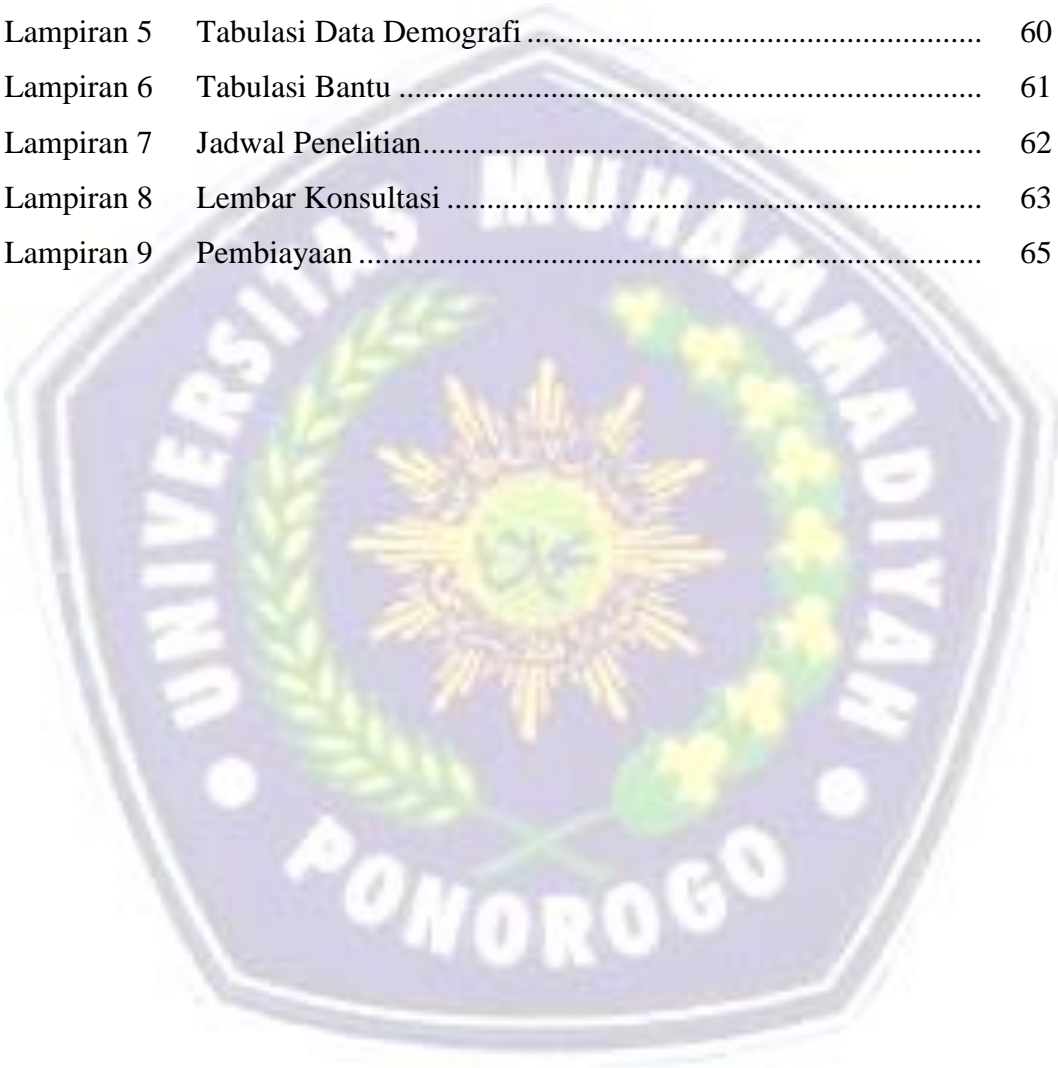 Lampiran 5 Tabulasi Data Demografi ........................................................ 60
Lampiran 6 Tabulasi Bantu ........................................................................ 61
Lampiran 7 Jadwal Penelitian..................................................................... 62
Lampiran 8 Lembar Konsultasi .................................................................. 63
Lampiran 9 Pembiayaan ............................................................................. 65
UNIVERSITAS MUHAMMADIYAH
PONOROGO